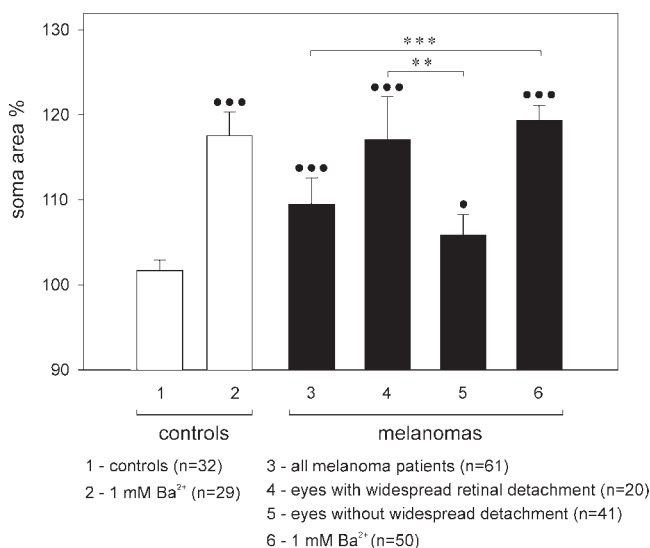 130
***
**
120
soma area %
110
100
90
1 2 3 4 5 6
controls melanomas
1 - controls (n=32)
2 - 1 mM Ba²⁺ (n=29)
3 - all melanoma patients (n=61)
4 - eyes with widespread retinal detachment (n=20)
5 - eyes without widespread detachment (n=41)
6 - 1 mM Ba²⁺ (n=50)